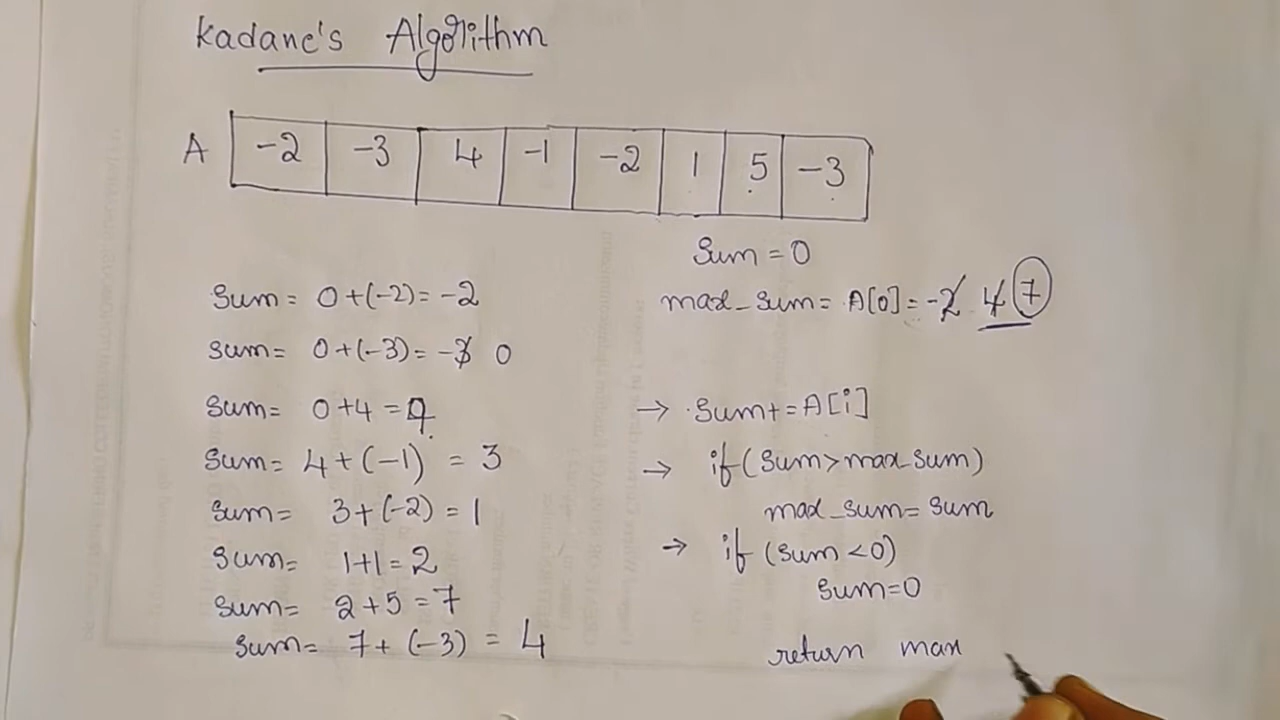 Kadane's Algorithm
A -2 -3 4 -1 -2 1 5 -3
Sum = 0
max_sum = A[0] = -2 4 7
Sum = 0+(-2) = -2
Sum = 0+(-3) = -3 0
Sum = 0+4 = 4
Sum = 4+(-1) = 3
Sum = 3+(-2) = 1
Sum = 1+1 = 2
Sum = 2+5 = 7
Sum = 7+(-3) = 4
→ Sum+=A[i]
→ if(Sum>max_sum)
max_sum = Sum
→ if (Sum<0)
Sum=0
return max